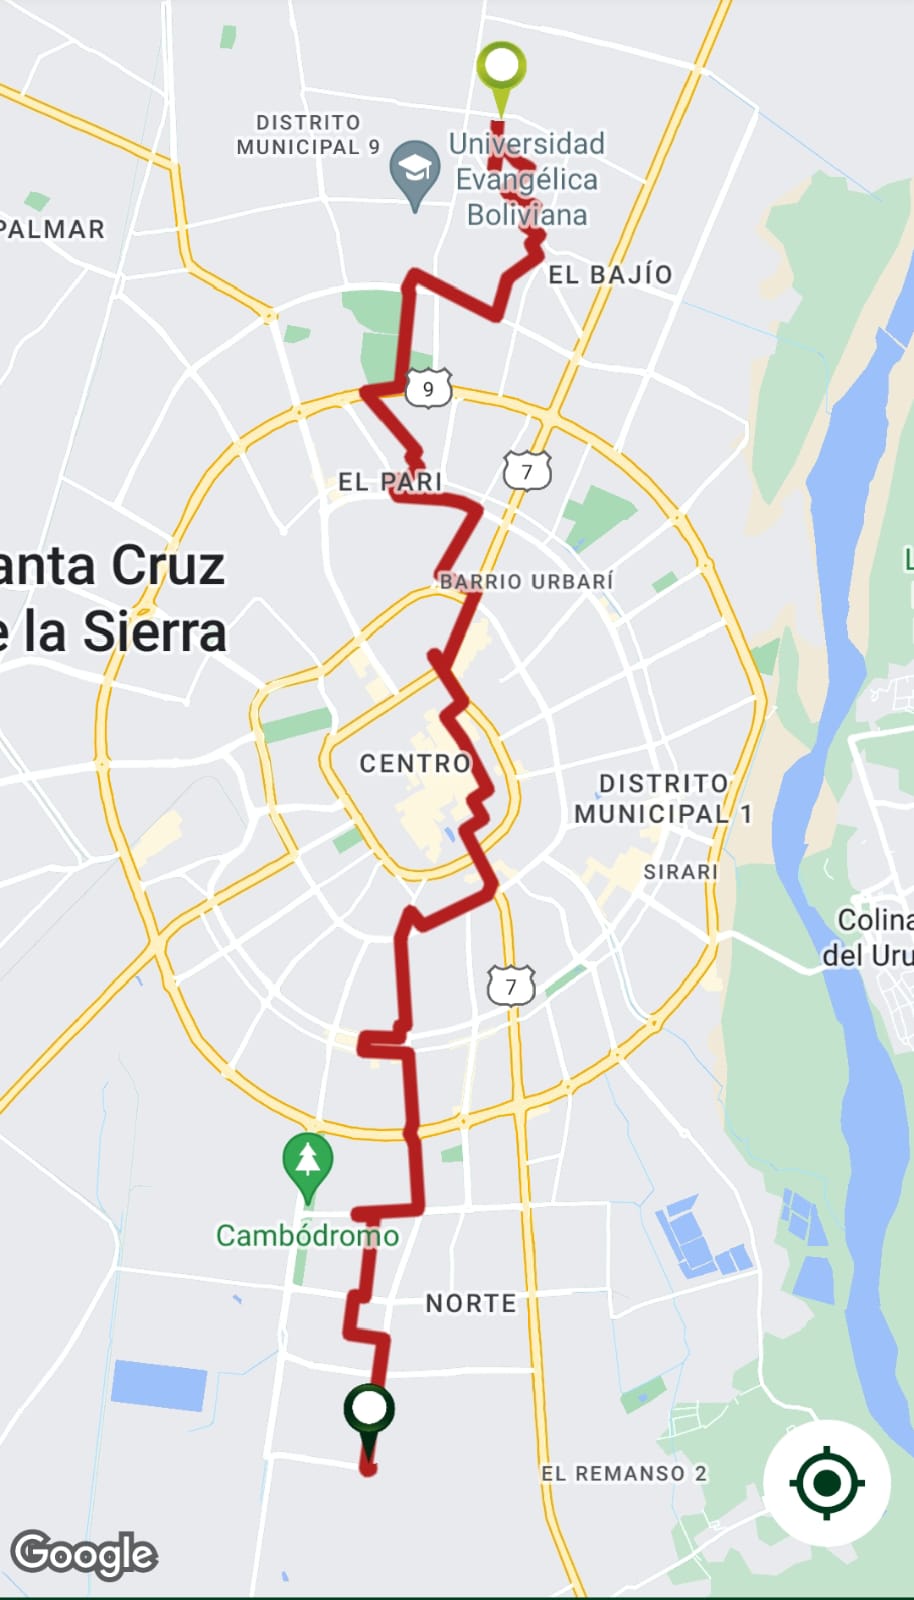 DISTRITO
MUNICIPAL 9
Universidad
Evangélica
Boliviana
PALMAR
EL BAJÍO
9
7
EL PARI
anta Cruz
e la Sierra
BARRIO URBARÍ
L
CENTRO
DISTRITO
MUNICIPAL 1
SIRARI
Colina
del Uru
7
Cambódromo
NORTE
EL REMANSO 2
Google